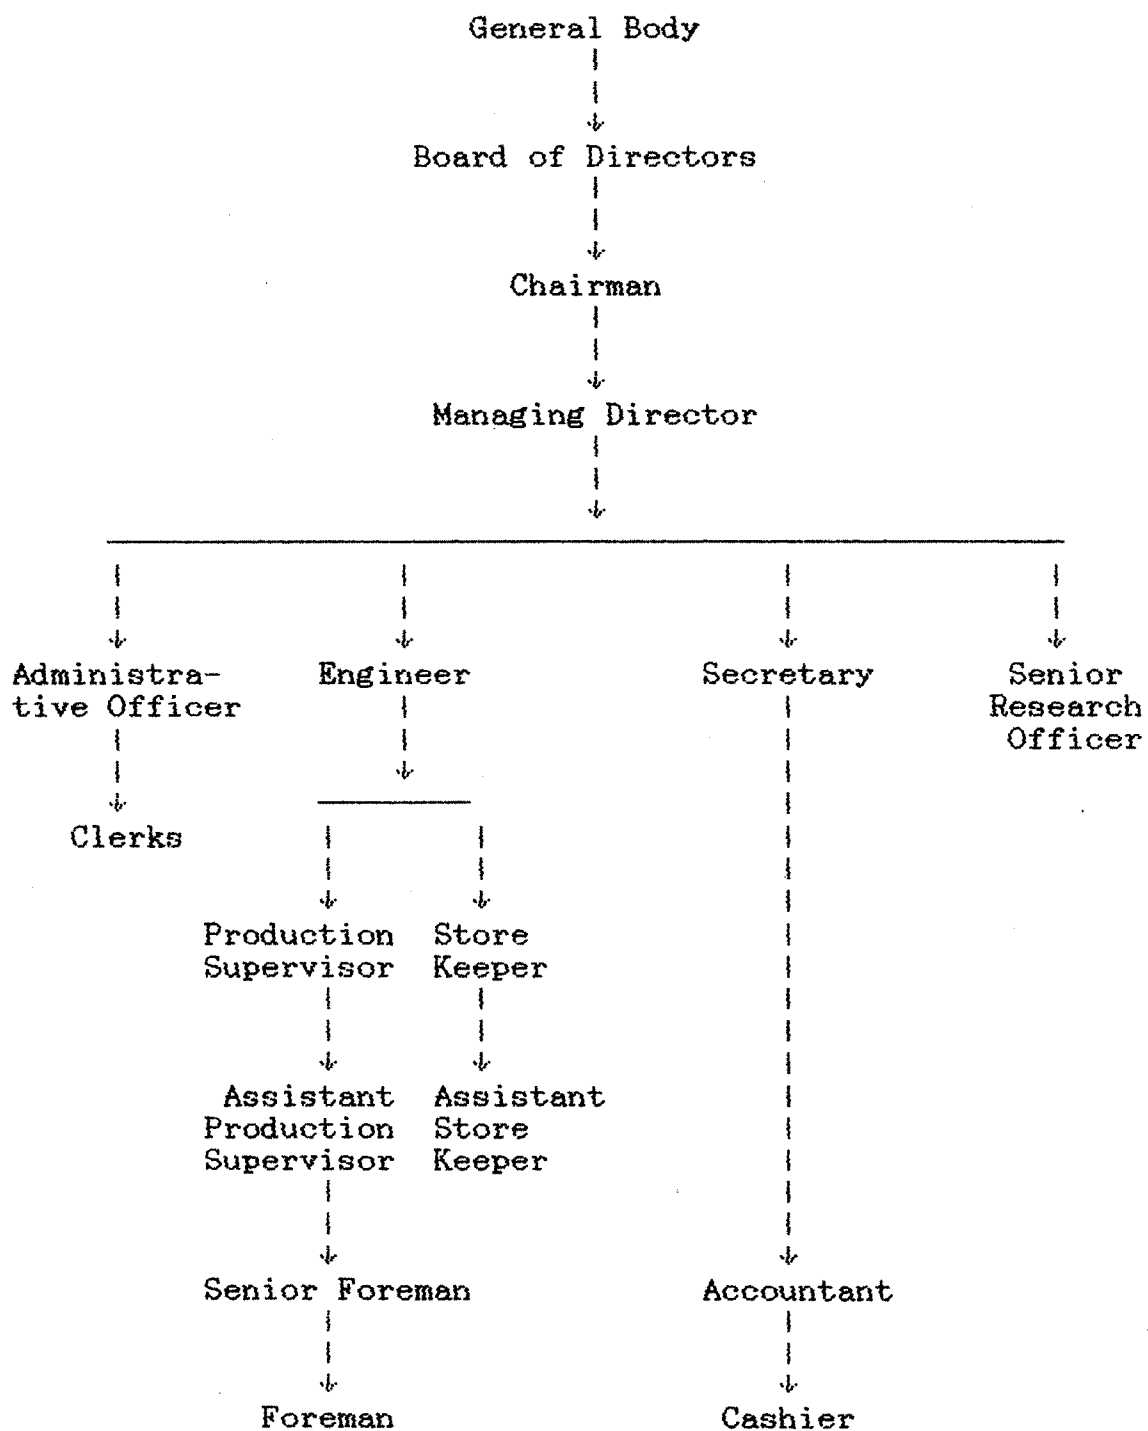 General Body
Board of Directors
Chairman
Managing Director
Administra-
tive Officer
Engineer
Secretary
Senior
Research
Officer
Clerks
Production
Supervisor
Store
Keeper
Assistant
Production
Supervisor
Assistant
Store
Keeper
Senior Foreman
Accountant
Foreman
Cashier